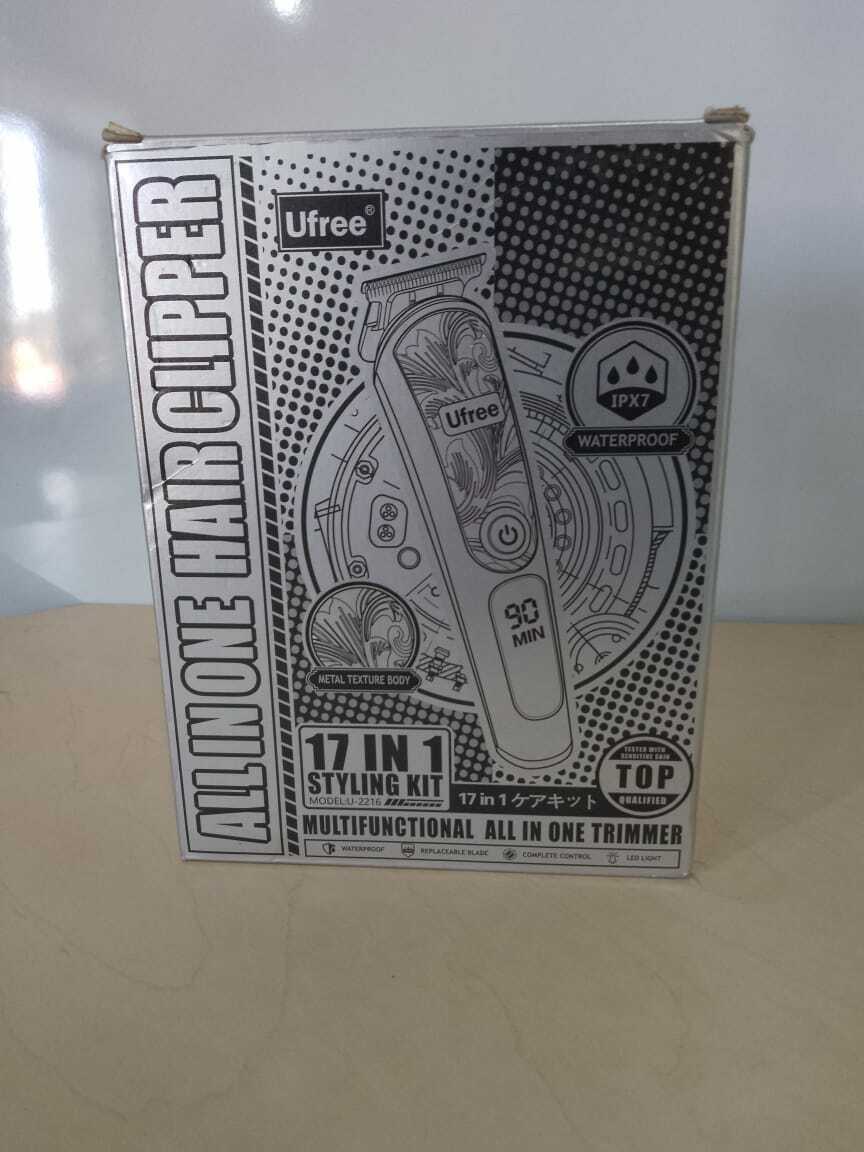 ALL IN ONE HAIR CLIPPER
Ufree®
IPX7
WATERPROOF
Ufree
90
MIN
METAL TEXTURE BODY
17 IN 1
STYLING KIT
MODEL:U-2216
17 in 1 ケアキット
TESTED WITH
SENSITIVE SKIN
TOP
QUALIFIED
MULTIFUNCTIONAL ALL IN ONE TRIMMER
WATERPROOF REPLACEABLE BLADE COMPLETE CONTROL LED LIGHT